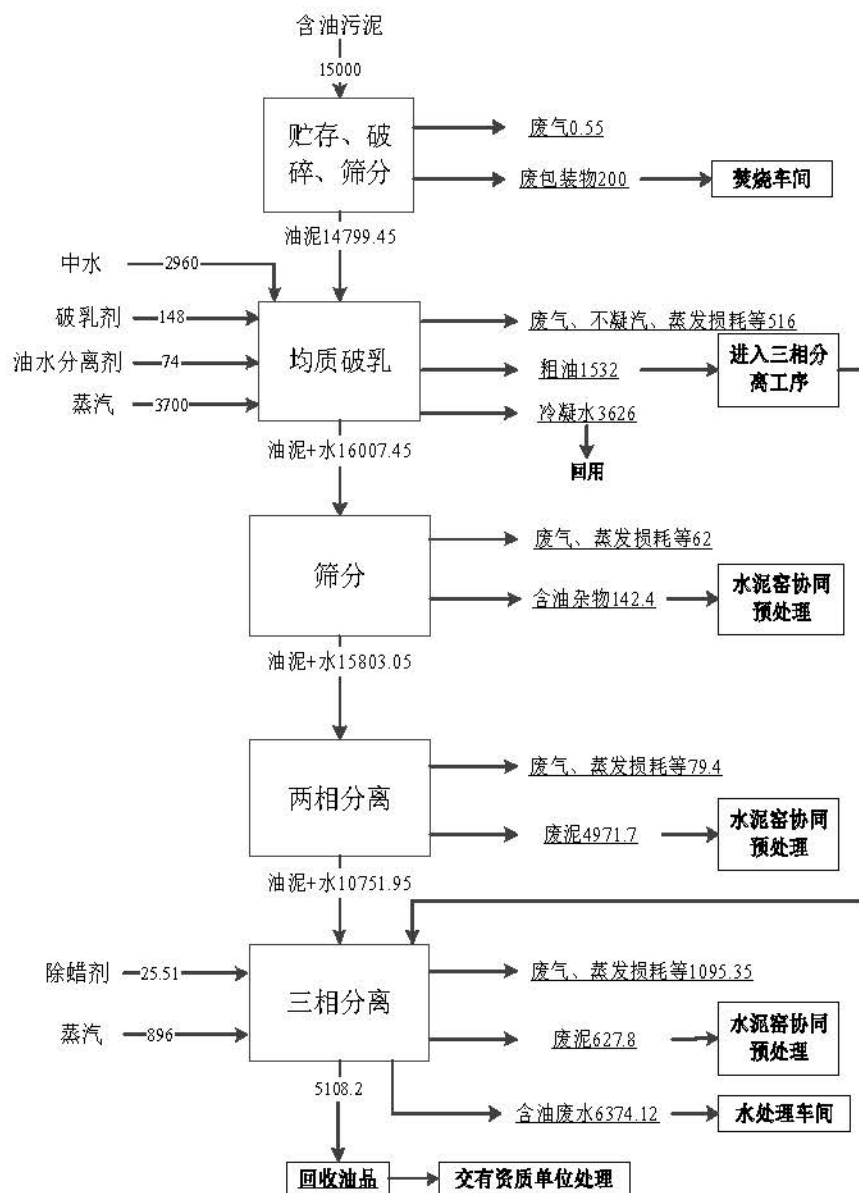 含油污泥
15000
贮存、破
碎、筛分
废气0.55
废包装物200
焚烧车间
油泥14799.45
中水
2960
破乳剂
148
油水分离剂
74
蒸汽
3700
均质破乳
废气、不凝汽、蒸发损耗等516
粗油1532
进入三相分
离工序
冷凝水3626
回用
油泥+水16007.45
筛分
废气、蒸发损耗等62
含油杂物142.4
水泥窑协同
预处理
油泥+水15803.05
两相分离
废气、蒸发损耗等79.4
废泥4971.7
水泥窑协同
预处理
油泥+水10751.95
除蜡剂
25.51
蒸汽
896
三相分离
废气、蒸发损耗等1095.35
废泥627.8
水泥窑协同
预处理
5108.2
含油废水6374.12
水处理车间
回收油品
交有资质单位处理